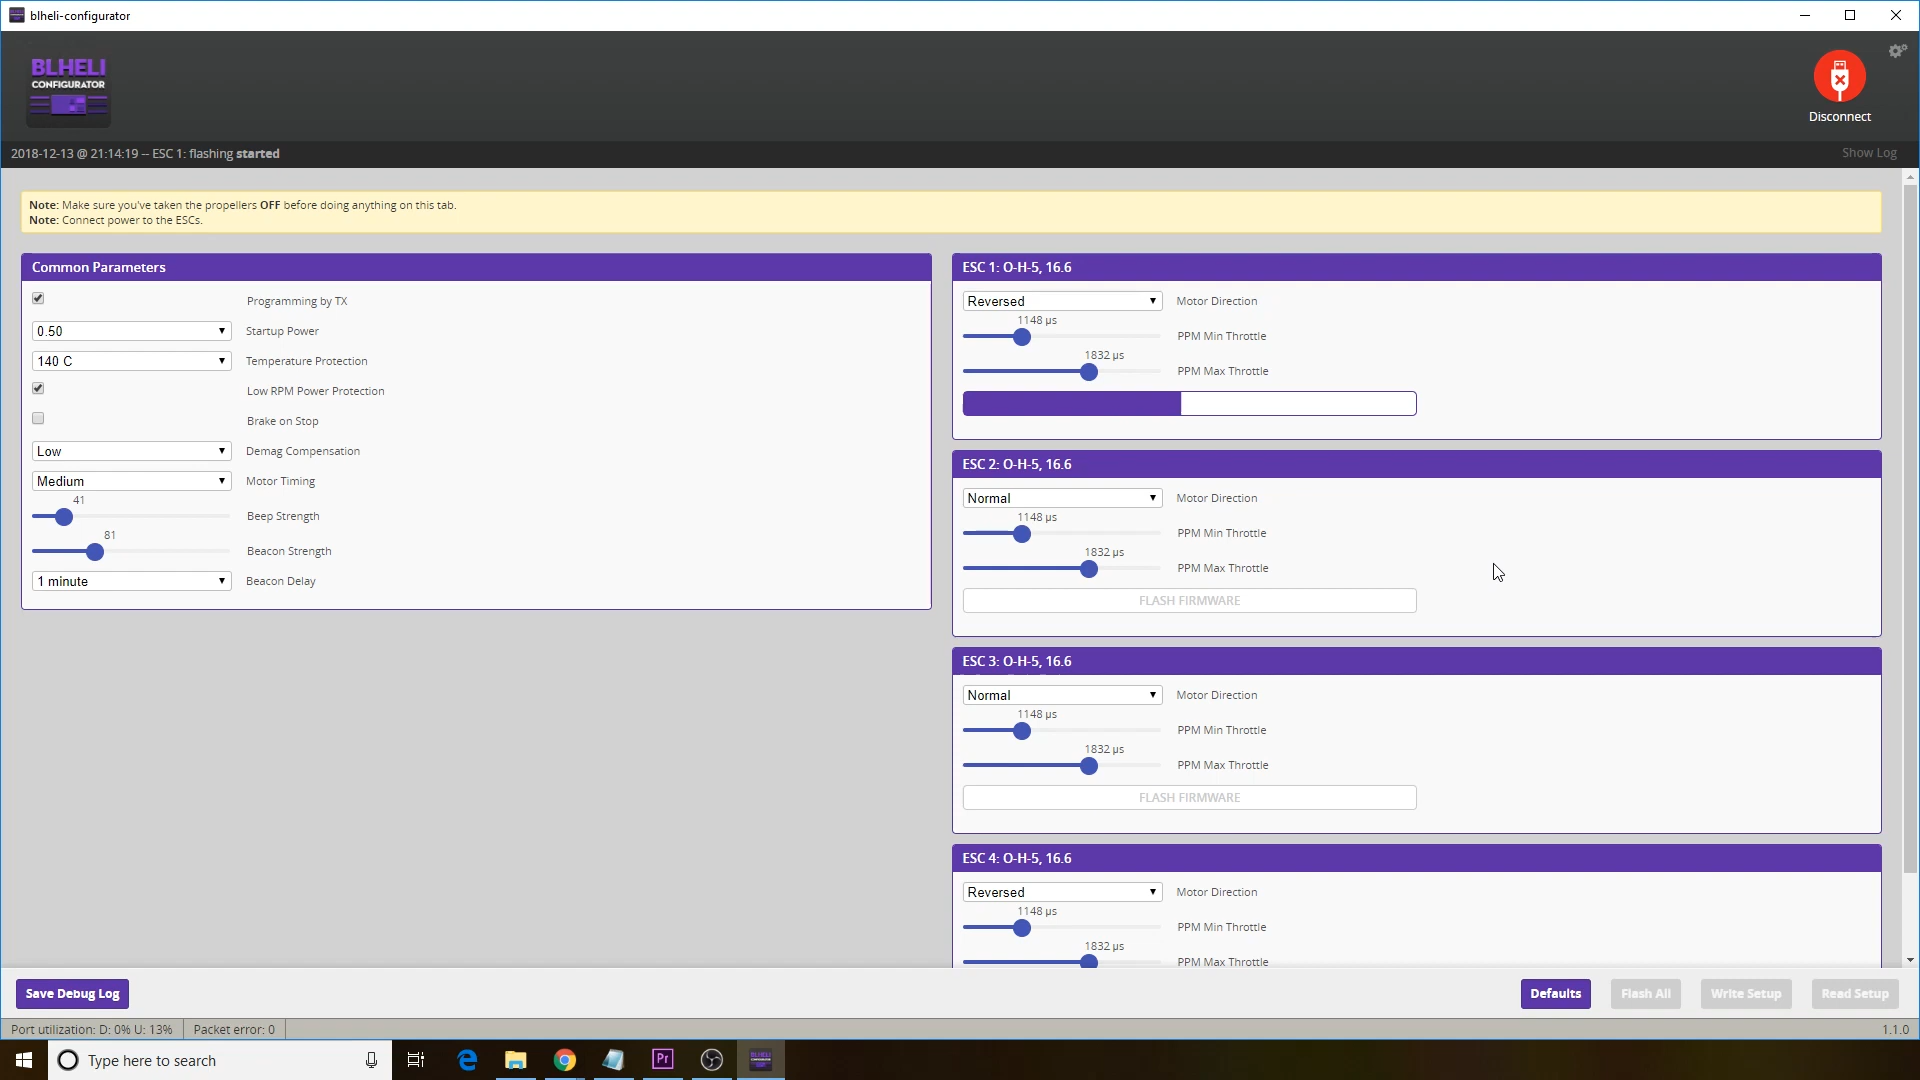 blheli-configurator
BLHELI
CONFIGURATOR
Disconnect
2018-12-13 @ 21:14:19 -- ESC 1: flashing started
Show Log
Note: Make sure you've taken the propellers OFF before doing anything on this tab.
Note: Connect power to the ESCs.
Common Parameters
Programming by TX
0.50 Startup Power
140 C Temperature Protection
Low RPM Power Protection
Brake on Stop
Low Demag Compensation
Medium Motor Timing
41
Beep Strength
81
Beacon Strength
1 minute Beacon Delay
ESC 1: O-H-5, 16.6
Reversed Motor Direction
1148 µs
PPM Min Throttle
1832 µs
PPM Max Throttle
ESC 2: O-H-5, 16.6
Normal Motor Direction
1148 µs
PPM Min Throttle
1832 µs
PPM Max Throttle
FLASH FIRMWARE
ESC 3: O-H-5, 16.6
Normal Motor Direction
1148 µs
PPM Min Throttle
1832 µs
PPM Max Throttle
FLASH FIRMWARE
ESC 4: O-H-5, 16.6
Reversed Motor Direction
1148 µs
PPM Min Throttle
1832 µs
PPM Max Throttle
Save Debug Log
Defaults Flash All Write Setup Read Setup
Port utilization: D: 0% U: 13% Packet error: 0
1.1.0
Type here to search
Pr
BLHELI